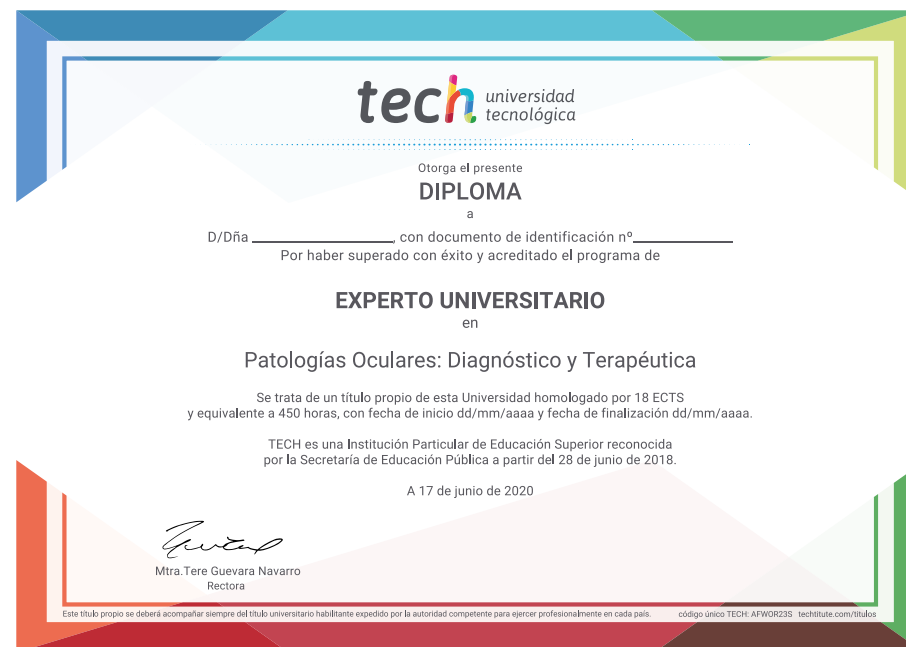 tech universidad
tecnológica
Otorga el presente
DIPLOMA
a
D/Dña ____________________, con documento de identificación nº______________
Por haber superado con éxito y acreditado el programa de
EXPERTO UNIVERSITARIO
en
Patologías Oculares: Diagnóstico y Terapéutica
Se trata de un título propio de esta Universidad homologado por 18 ECTS
y equivalente a 450 horas, con fecha de inicio dd/mm/aaaa y fecha de finalización dd/mm/aaaa.
TECH es una Institución Particular de Educación Superior reconocida
por la Secretaría de Educación Pública a partir del 28 de junio de 2018.
A 17 de junio de 2020
Mtra.Tere Guevara Navarro
Rectora
Este título propio se deberá acompañar siempre del título universitario habilitante expedido por la autoridad competente para ejercer profesionalmente en cada país. código único TECH: AFWOR23S techtitute.com/titulos